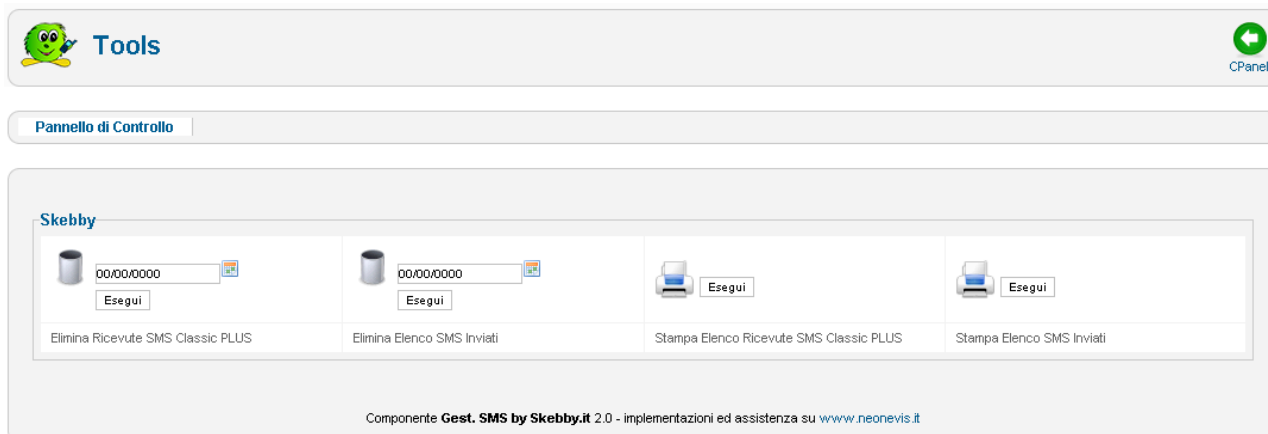 Tools
CPanel
Pannello di Controllo
Skebby
00/00/0000
Esegui
00/00/0000
Esegui
Esegui
Esegui
Elimina Ricevute SMS Classic PLUS
Elimina Elenco SMS Inviati
Stampa Elenco Ricevute SMS Classic PLUS
Stampa Elenco SMS Inviati
Componente Gest. SMS by Skebby.it 2.0 - implementazioni ed assistenza su www.neonevis.it